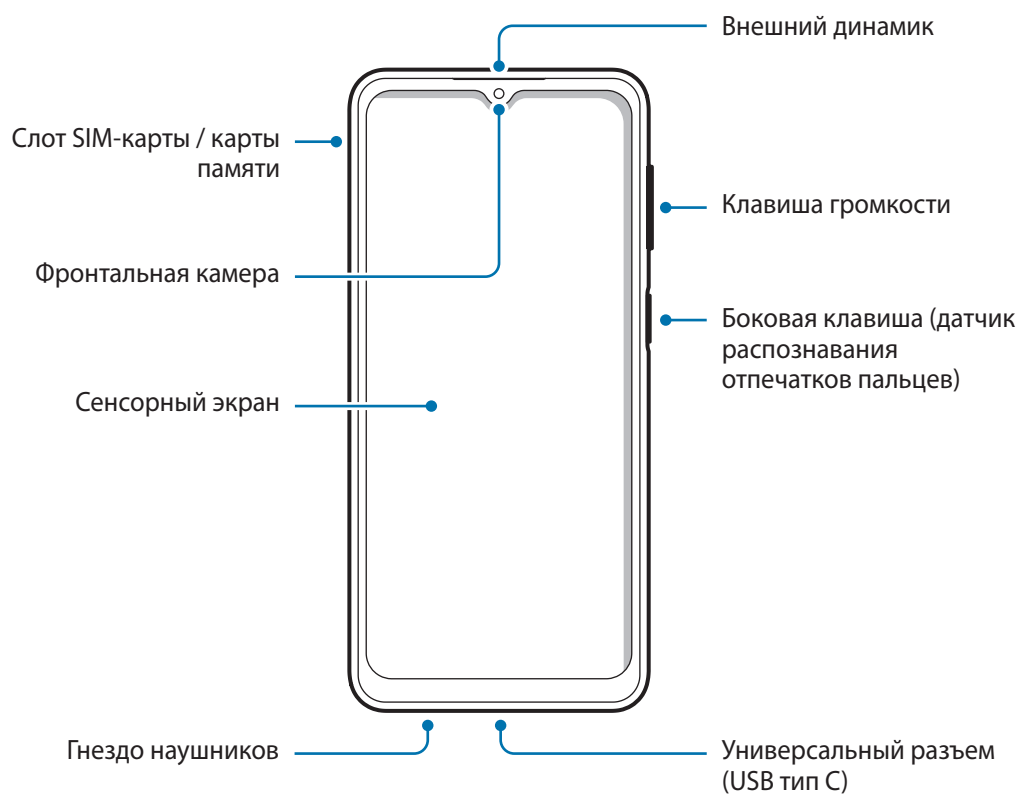 Внешний динамик
Слот SIM-карты / карты
памяти
Клавиша громкости
Фронтальная камера
Боковая клавиша (датчик
распознавания
отпечатков пальцев)
Сенсорный экран
Гнездо наушников
Универсальный разъем
(USB тип C)